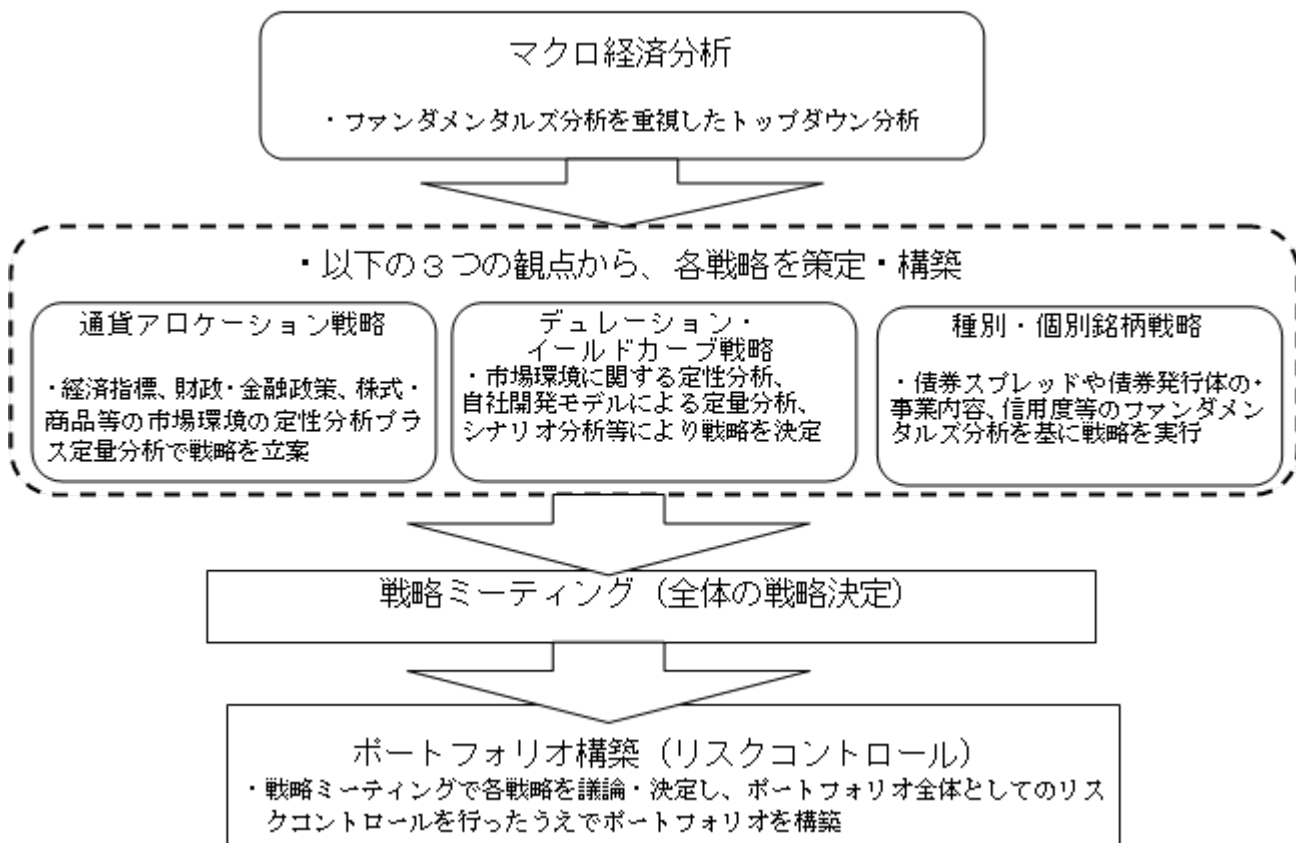 マクロ経済分析
・ファンダメンタルズ分析を重視したトップダウン分析
・以下の３つの観点から、各戦略を策定・構築
通貨アロケーション戦略
・経済指標、財政・金融政策、株式・
商品等の市場環境の定性分析プラ
ス定量分析で戦略を立案
デュレーション・
イールドカーブ戦略
・市場環境に関する定性分析、
自社開発モデルによる定量分析、
シナリオ分析等により戦略を決定
種別・個別銘柄戦略
・債券スプレッドや債券発行体の・
事業内容、信用度等のファンダメン
タルズ分析を基に戦略を実行
戦略ミーティング（全体の戦略決定）
ポートフォリオ構築（リスクコントロール）
・戦略ミーティングで各戦略を議論・決定し、ポートフォリオ全体としてのリス
クコントロールを行ったうえでポートフォリオを構築